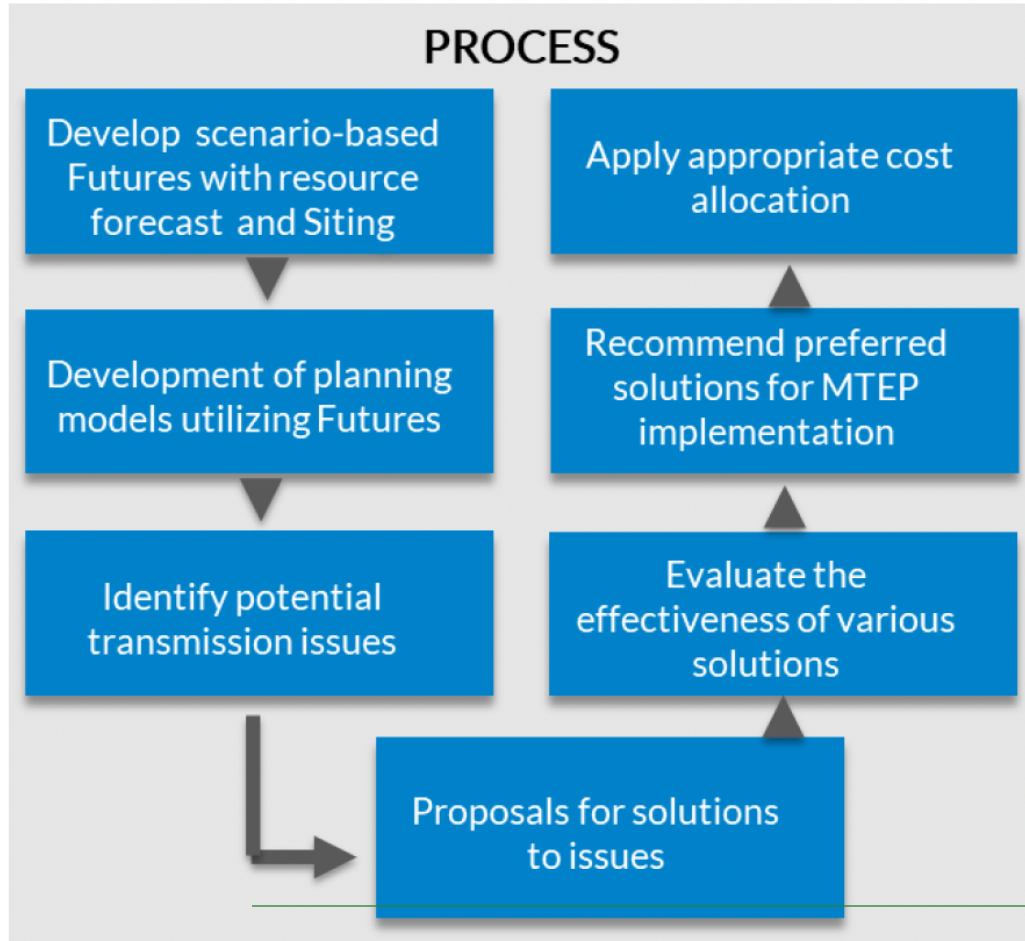 PROCESS
Develop scenario-based
Futures with resource
forecast and Siting
Development of planning
models utilizing Futures
Identify potential
transmission issues
Proposals for solutions
to issues
Evaluate the
effectiveness of various
solutions
Recommend preferred
solutions for MTEP
implementation
Apply appropriate cost
allocation